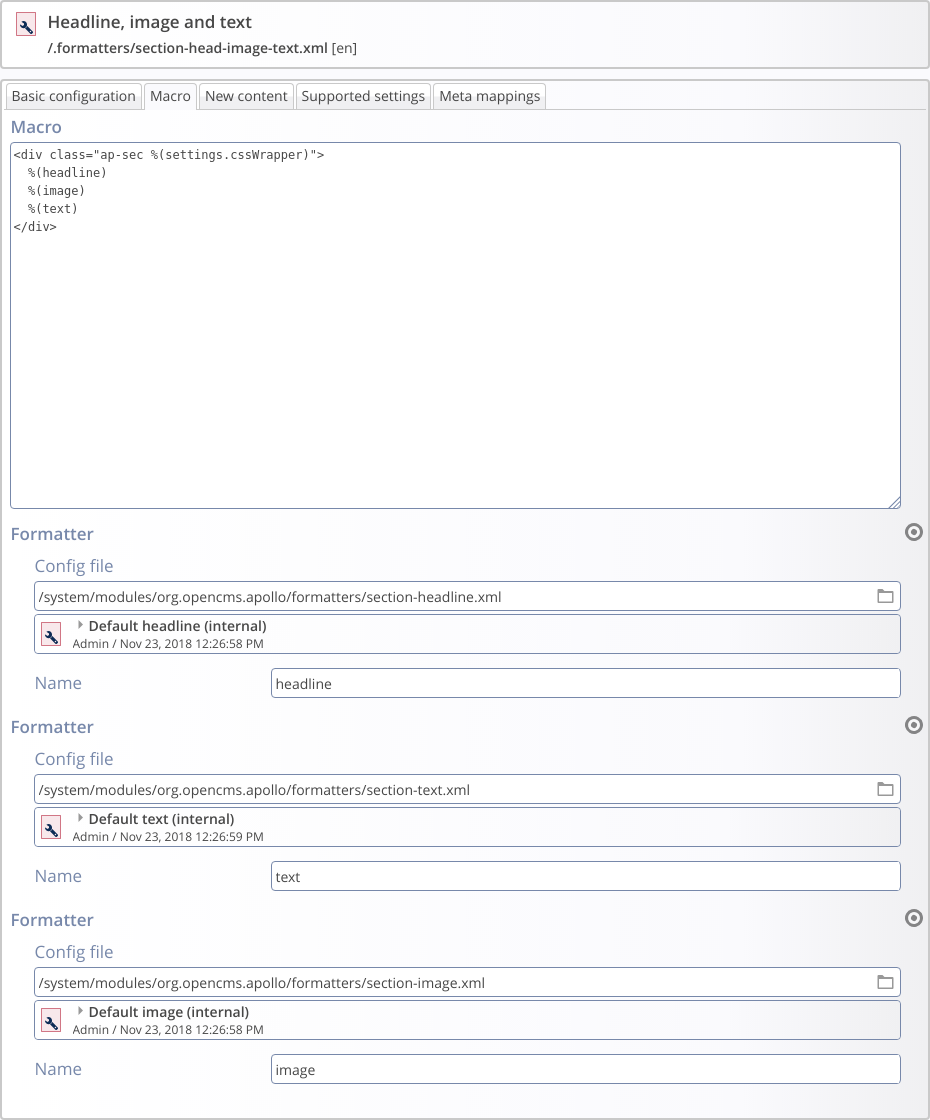 Headline, image and text
/.formatters/section-head-image-text.xml [en]
Basic configuration Macro New content Supported settings Meta mappings
Macro
<div class="ap-sec %(settings.cssWrapper)">
  %(headline)
  %(image)
  %(text)
</div>
Formatter
Config file
/system/modules/org.opencms.apollo/formatters/section-headline.xml
Default headline (internal)
Admin / Nov 23, 2018 12:26:58 PM
Name headline
Formatter
Config file
/system/modules/org.opencms.apollo/formatters/section-text.xml
Default text (internal)
Admin / Nov 23, 2018 12:26:59 PM
Name text
Formatter
Config file
/system/modules/org.opencms.apollo/formatters/section-image.xml
Default image (internal)
Admin / Nov 23, 2018 12:26:58 PM
Name image